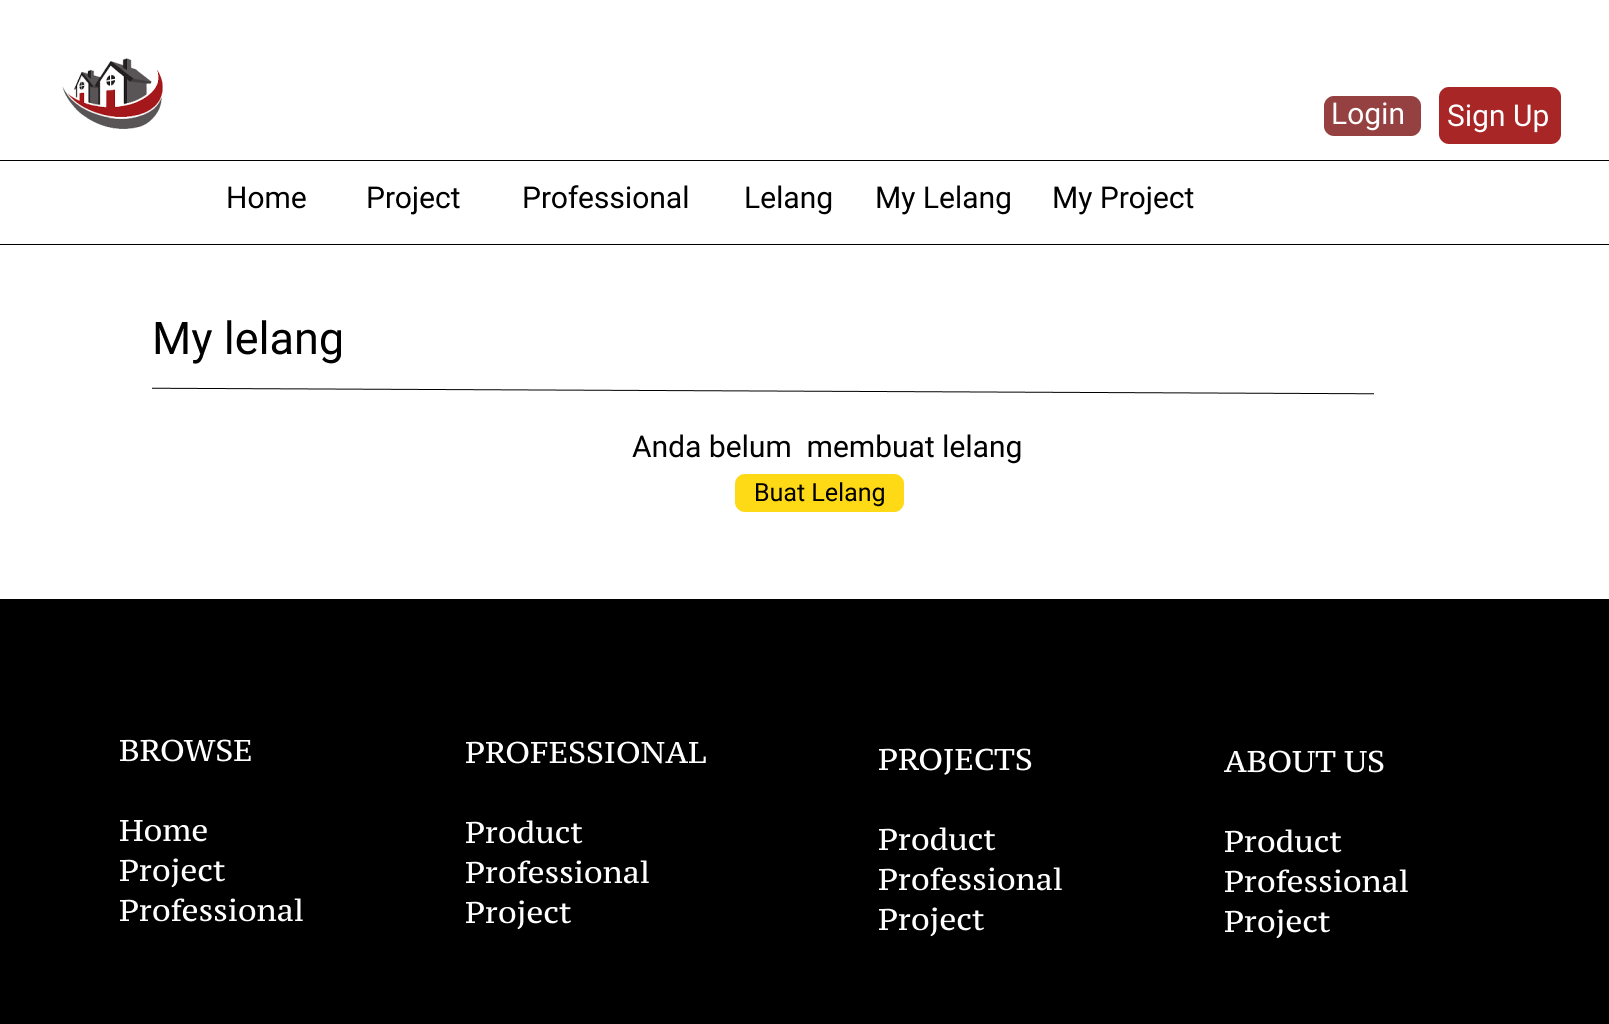 Login
Sign Up
Home Project Professional Lelang My Lelang My Project
My lelang
Anda belum membuat lelang
Buat Lelang
BROWSE
Home
Project
Professional
PROFESSIONAL
Product
Professional
Project
PROJECTS
Product
Professional
Project
ABOUT US
Product
Professional
Project